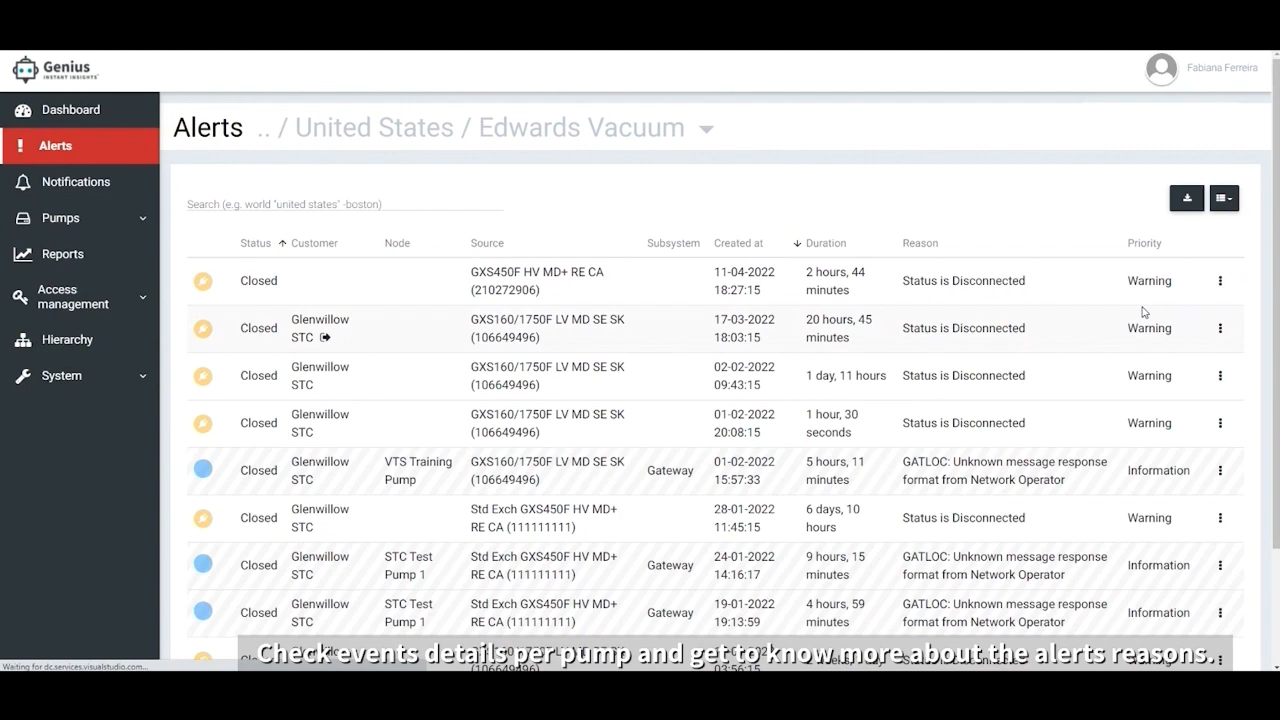 Genius
INSTANT INSIGHTS
Fabiana Ferreira
Dashboard
Alerts
Notifications
Pumps
Reports
Access
management
Hierarchy
System
Alerts .. / United States / Edwards Vacuum
Search (e.g. world "united states" -boston)
Status Customer Node Source Subsystem Created at Duration Reason Priority
Closed GXS450F HV MD+ RE CA 11-04-2022 2 hours, 44 Status is Disconnected Warning
(210272906) 18:27:15 minutes
Closed Glenwillow GXS160/1750F LV MD SE SK 17-03-2022 20 hours, 45 Status is Disconnected Warning
STC (106649496) 18:03:15 minutes
Closed Glenwillow GXS160/1750F LV MD SE SK 02-02-2022 1 day, 11 hours Status is Disconnected Warning
STC (106649496) 09:43:15
Closed Glenwillow GXS160/1750F LV MD SE SK 01-02-2022 1 hour, 30 Status is Disconnected Warning
STC (106649496) 20:08:15 seconds
Closed Glenwillow VTS Training GXS160/1750F LV MD SE SK Gateway 01-02-2022 5 hours, 11 GATLOC: Unknown message response Information
STC Pump (106649496) 15:57:33 minutes format from Network Operator
Closed Glenwillow Std Exch GXS450F HV MD+ 28-01-2022 6 days, 10 Status is Disconnected Warning
STC RE CA (111111111) 11:45:15 hours
Closed Glenwillow STC Test Std Exch GXS450F HV MD+ Gateway 24-01-2022 9 hours, 15 GATLOC: Unknown message response Information
STC Pump 1 RE CA (111111111) 14:16:17 minutes format from Network Operator
Closed Glenwillow STC Test Std Exch GXS450F HV MD+ Gateway 19-01-2022 4 hours, 59 GATLOC: Unknown message response Information
STC Pump 1 RE CA (111111111) 19:13:59 minutes format from Network Operator
Check events details per pump and get to know more about the alerts reasons.
Waiting for dc.services.visualstudio.com...